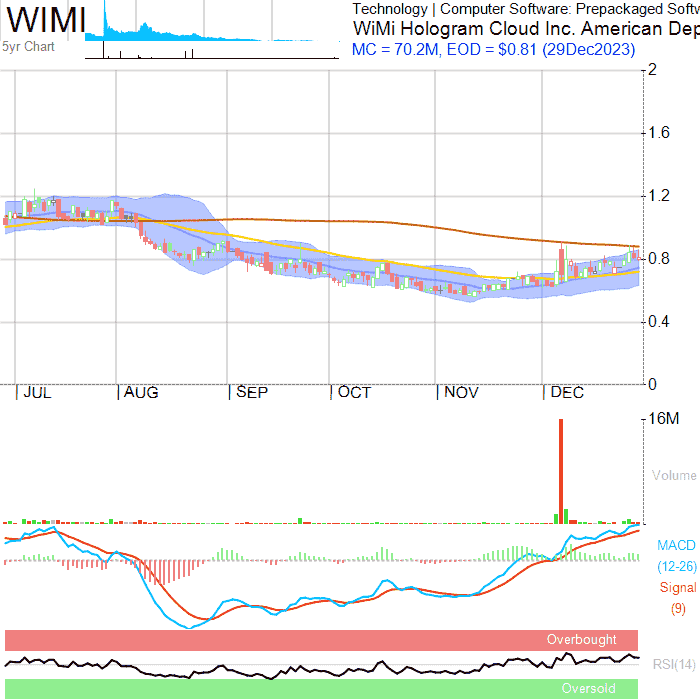 WIMI
5yr Chart
Technology | Computer Software: Prepackaged Softw
WiMi Hologram Cloud Inc. American Dep
MC = 70.2M, EOD = $0.81 (29Dec2023)
2
1.6
1.2
0.8
0.4
0
JUL AUG SEP OCT NOV DEC
16M
Volume
MACD
(12-26)
Signal
(9)
Overbought
RSI(14)
Oversold